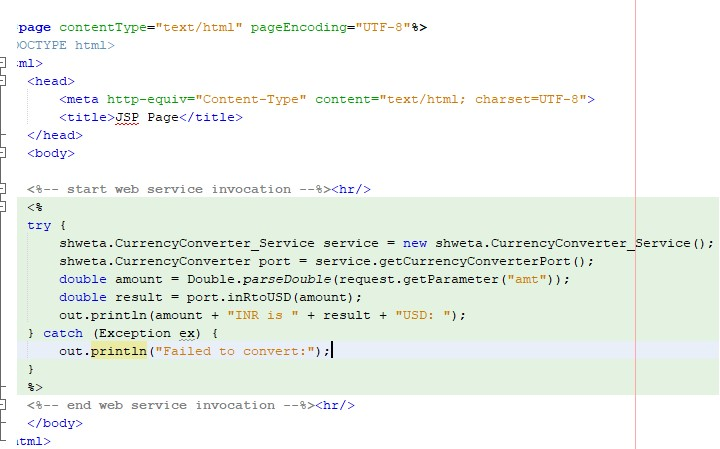 page contentType="text/html" pageEncoding="UTF-8"%>
OCTYPE html>
ml>
<head>
<meta http-equiv="Content-Type" content="text/html; charset=UTF-8">
<title>JSP Page</title>
</head>
<body>
<%-- start web service invocation --%><hr/>
<%
try {
shweta.CurrencyConverter_Service service = new shweta.CurrencyConverter_Service();
shweta.CurrencyConverter port = service.getCurrencyConverterPort();
double amount = Double.parseDouble(request.getParameter("amt"));
double result = port.inRtoUSD(amount);
out.println(amount + "INR is " + result + "USD: ");
} catch (Exception ex) {
out.println("Failed to convert:");
}
%>
<%-- end web service invocation --%><hr/>
</body>
tml>